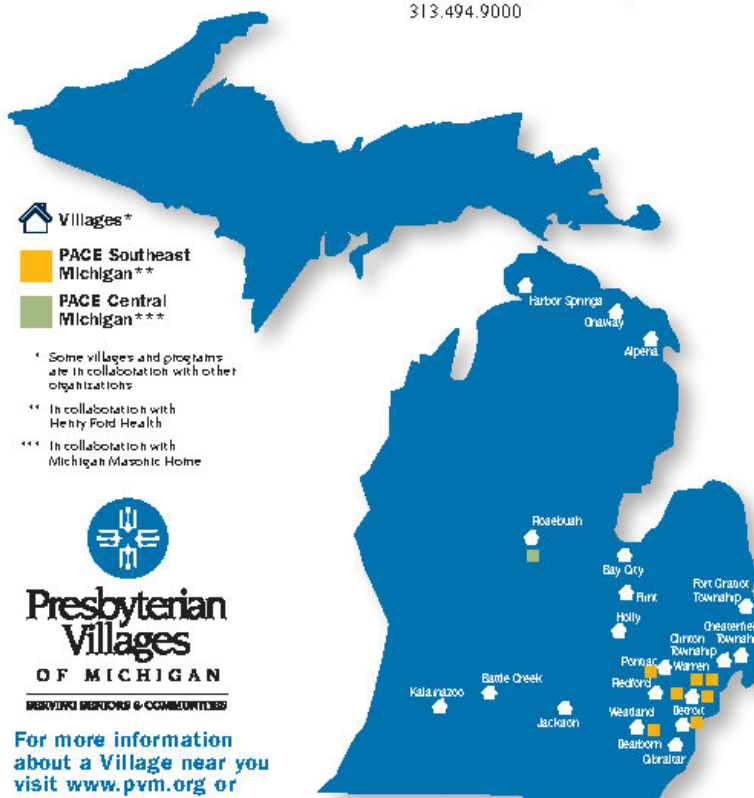 313.494.9000
Villages*
PACE Southeast
Michigan**
PACE Central
Michigan***
* Some villages and programs
are in collaboration with other
organizations
** In collaboration with
Henry Ford Health
*** In collaboration with
Michigan Masonic Home
Presbyterian
Villages
OF MICHIGAN
SERVING SENIORS & COMMUNITIES
For more information
about a Village near you
visit www.pvm.org or
Harbor Springs
Onaway
Alpena
Rosebush
Bay City
Flint
Fort Gratiot
Township
Holly
Chesterfield
Township
Clinton
Township
Pontiac
Warren
Redford
Battle Creek
Kalamazoo
Jackson
Westland
Detroit
Dearborn
Gibraltar